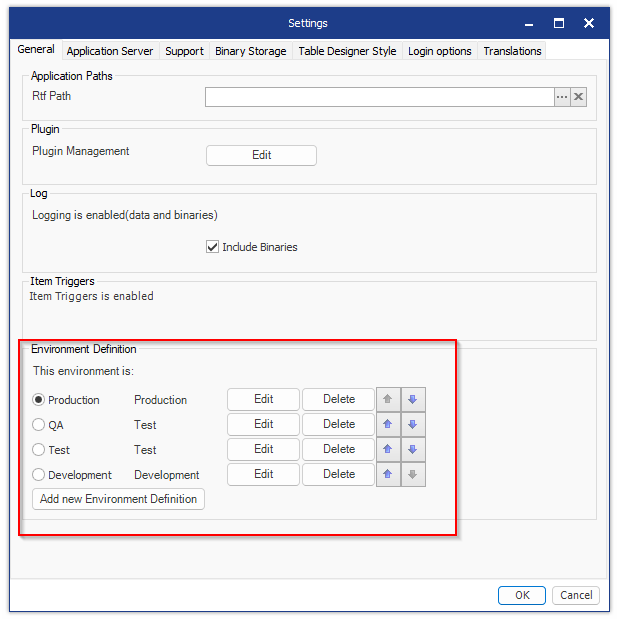 Settings
General Application Server Support Binary Storage Table Designer Style Login options Translations
Application Paths
Rtf Path
Plugin
Plugin Management Edit
Log
Logging is enabled(data and binaries)
Include Binaries
Item Triggers
Item Triggers is enabled
Environment Definition
This environment is:
Production Production Edit Delete
QA Test Edit Delete
Test Test Edit Delete
Development Development Edit Delete
Add new Environment Definition
OK Cancel